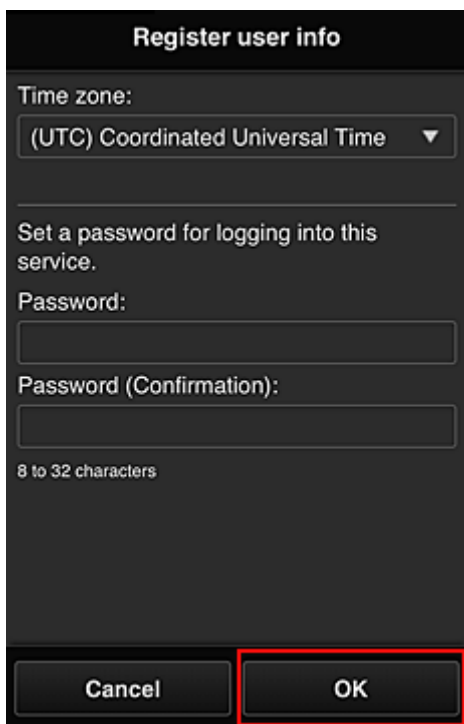 Register user info
Time zone:
(UTC) Coordinated Universal Time
Set a password for logging into this
service.
Password:
Password (Confirmation):
8 to 32 characters
Cancel
OK